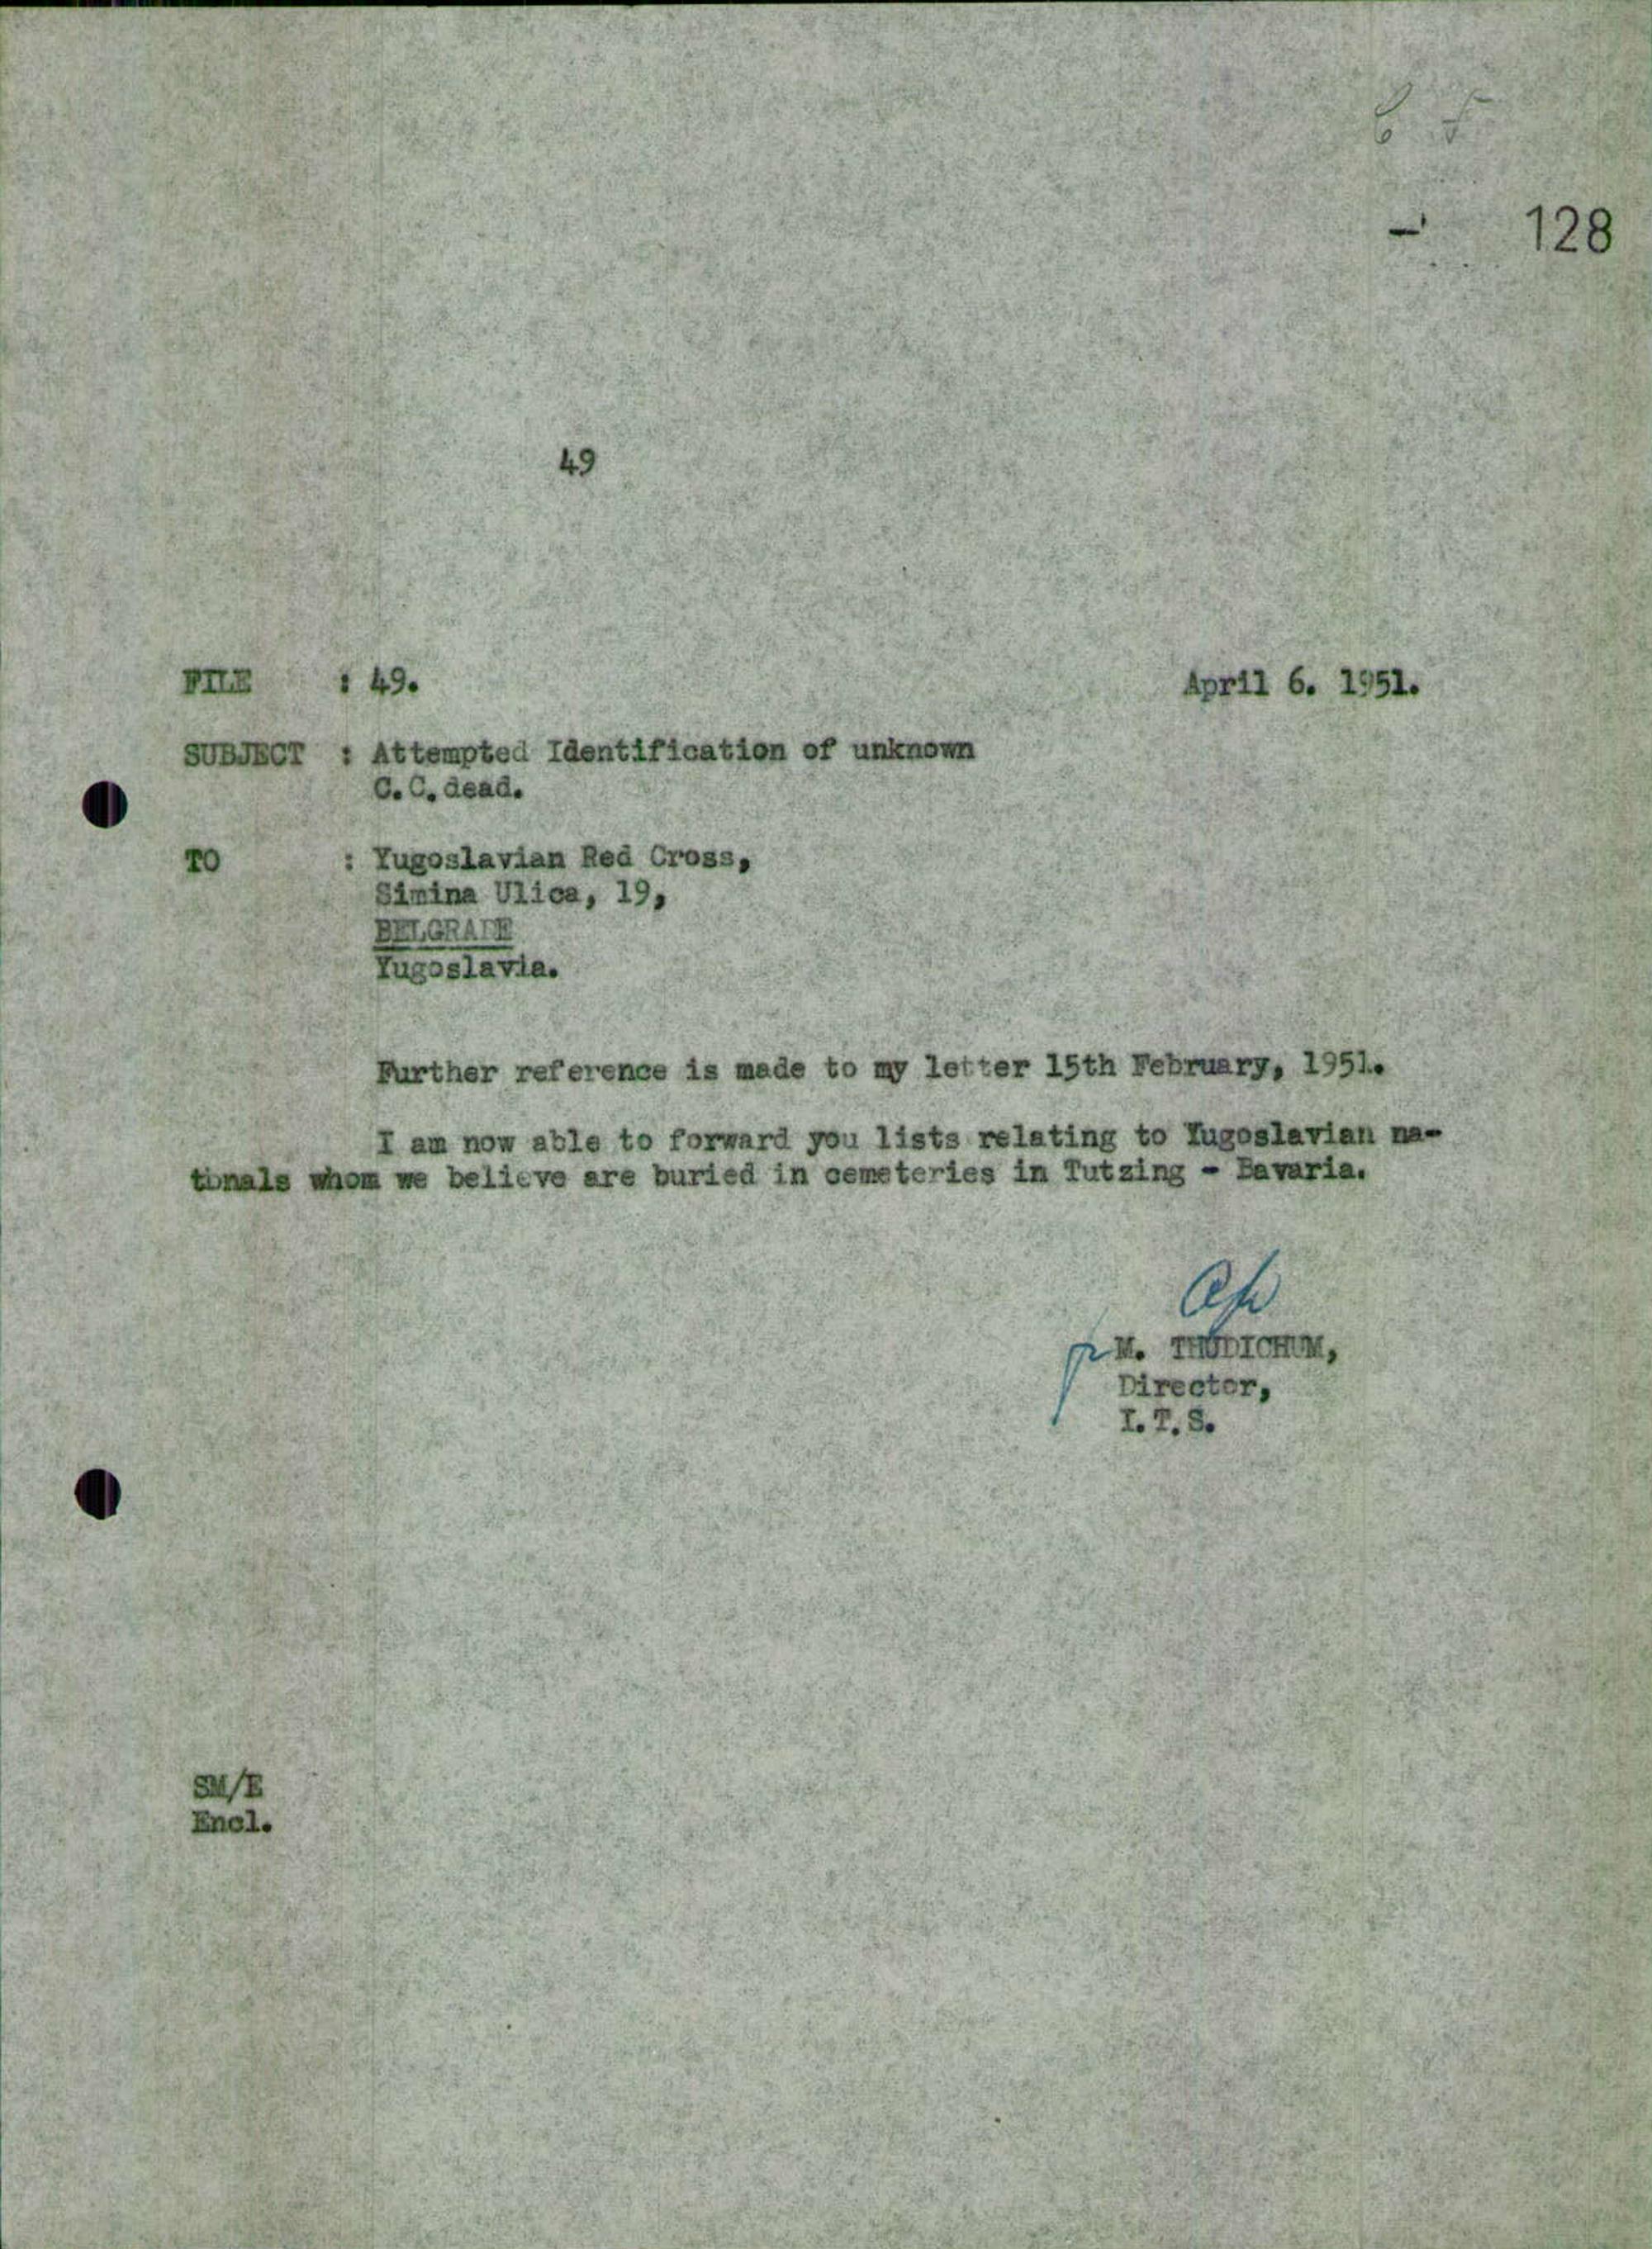 128
49
FILE : 49. April 6. 1951.
SUBJECT : Attempted Identification of unknown
C.C.dead.
TO : Yugoslavian Red Cross,
Simina Ulica, 19,
BELGRADE
Yugoslavia.
Further reference is made to my letter 15th February, 1951.
I am now able to forward you lists relating to Yugoslavian na-
tinals whom we believe are buried in cemeteries in Tutzing - Bavaria.
M. THUDICHUM,
Director,
I.T.S.
SM/E
Encl.